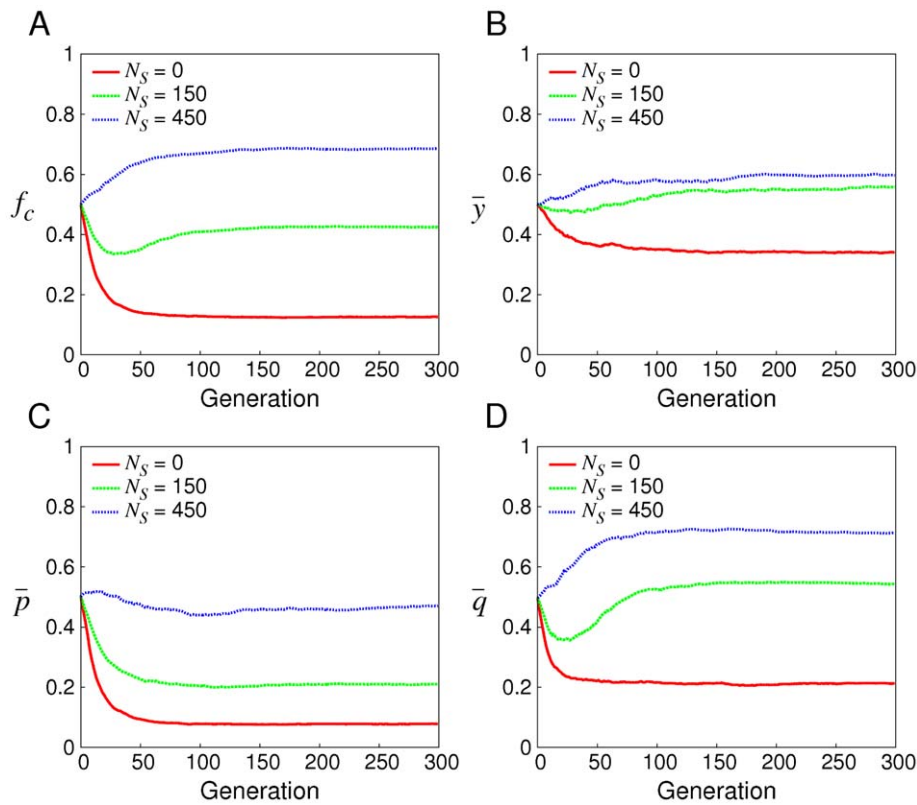 A
1
0.8
0.6
0.4
0.2
0
f_c
N_S = 0
N_S = 150
N_S = 450
0 50 100 150 200 250 300
Generation
B
1
0.8
0.6
0.4
0.2
0
ȳ
N_S = 0
N_S = 150
N_S = 450
0 50 100 150 200 250 300
Generation
C
1
0.8
0.6
0.4
0.2
0
p̄
N_S = 0
N_S = 150
N_S = 450
0 50 100 150 200 250 300
Generation
D
1
0.8
0.6
0.4
0.2
0
q̄
N_S = 0
N_S = 150
N_S = 450
0 50 100 150 200 250 300
Generation